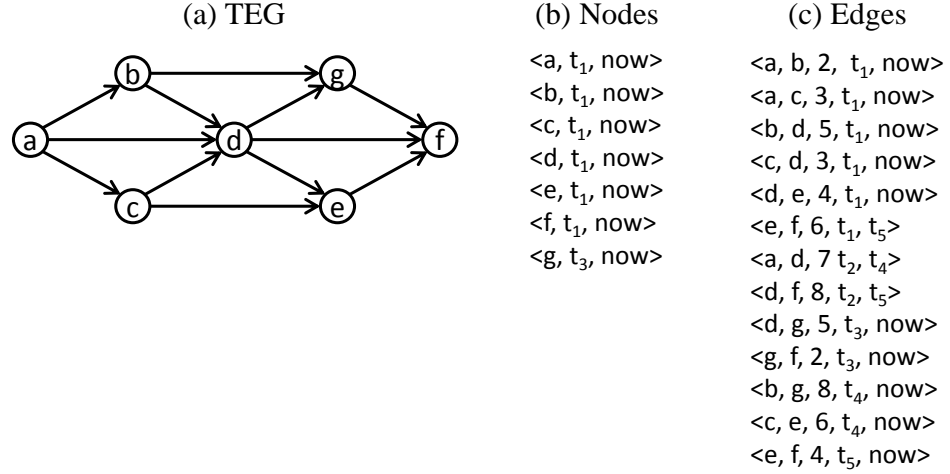 (a) TEG
b
g
a
d
f
c
e
(b) Nodes
<a, t₁, now>
<b, t₁, now>
<c, t₁, now>
<d, t₁, now>
<e, t₁, now>
<f, t₁, now>
<g, t₃, now>
(c) Edges
<a, b, 2, t₁, now>
<a, c, 3, t₁, now>
<b, d, 5, t₁, now>
<c, d, 3, t₁, now>
<d, e, 4, t₁, now>
<e, f, 6, t₁, t₅>
<a, d, 7 t₂, t₄>
<d, f, 8, t₂, t₅>
<d, g, 5, t₃, now>
<g, f, 2, t₃, now>
<b, g, 8, t₄, now>
<c, e, 6, t₄, now>
<e, f, 4, t₅, now>